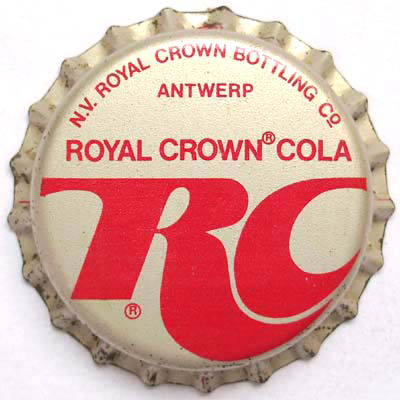 N.V. ROYAL CROWN BOTTLING Co
ANTWERP
ROYAL CROWN® COLA
RC
®